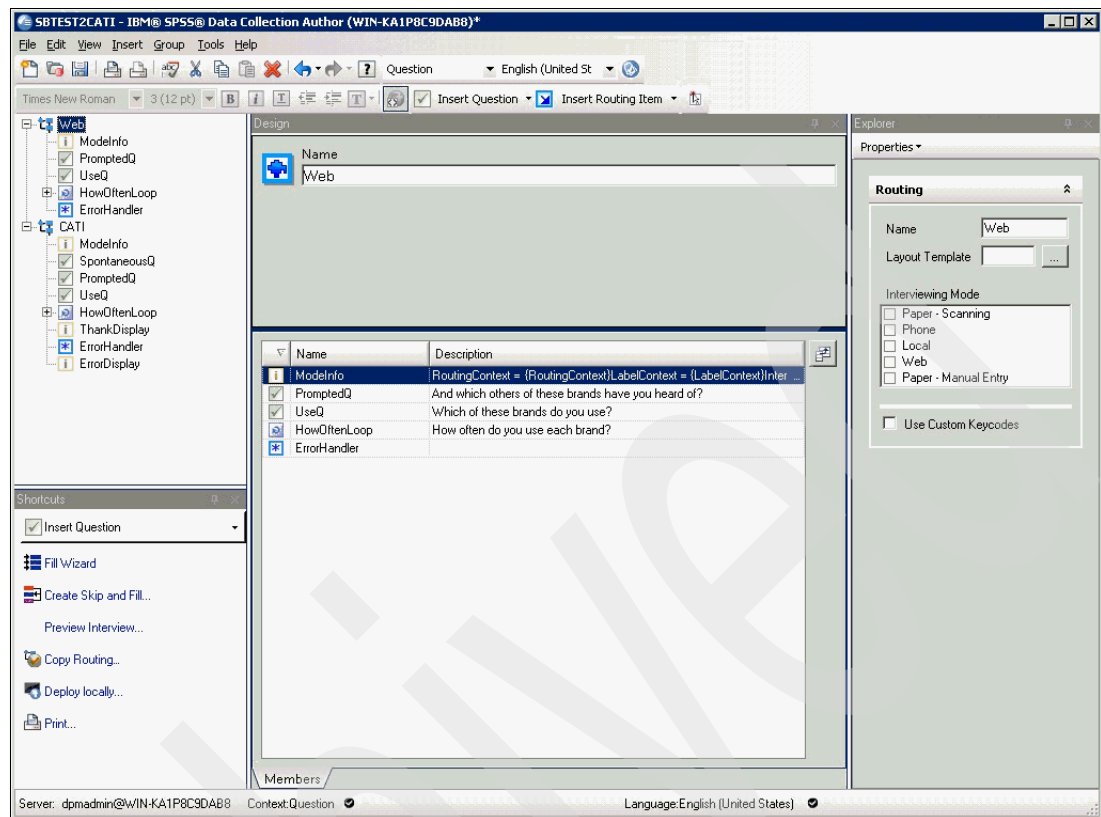 SBTEST2CATI - IBM® SPSS® Data Collection Author (WIN-KA1P8C9DAB8)*
File Edit View Insert Group Tools Help
Question English (United St
Times New Roman 3 (12 pt) B i I T Insert Question Insert Routing Item
Web
ModeInfo
PromptedQ
UseQ
HowOftenLoop
ErrorHandler
CATI
ModeInfo
SpontaneousQ
PromptedQ
UseQ
HowOftenLoop
ThankDisplay
ErrorHandler
ErrorDisplay
Shortcuts
Insert Question
Fill Wizard
Create Skip and Fill...
Preview Interview...
Copy Routing...
Deploy locally...
Print...
Design
Name
Web
Name Description
ModeInfo RoutingContext = {RoutingContext}LabelContext = {LabelContext}Inter ...
PromptedQ And which others of these brands have you heard of?
UseQ Which of these brands do you use?
HowOftenLoop How often do you use each brand?
ErrorHandler
Members
Explorer
Properties
Routing
Name Web
Layout Template ...
Interviewing Mode
Paper - Scanning
Phone
Local
Web
Paper - Manual Entry
Use Custom Keycodes
Server: dpmadmin@WIN-KA1P8C9DAB8 Context:Question Language:English (United States)